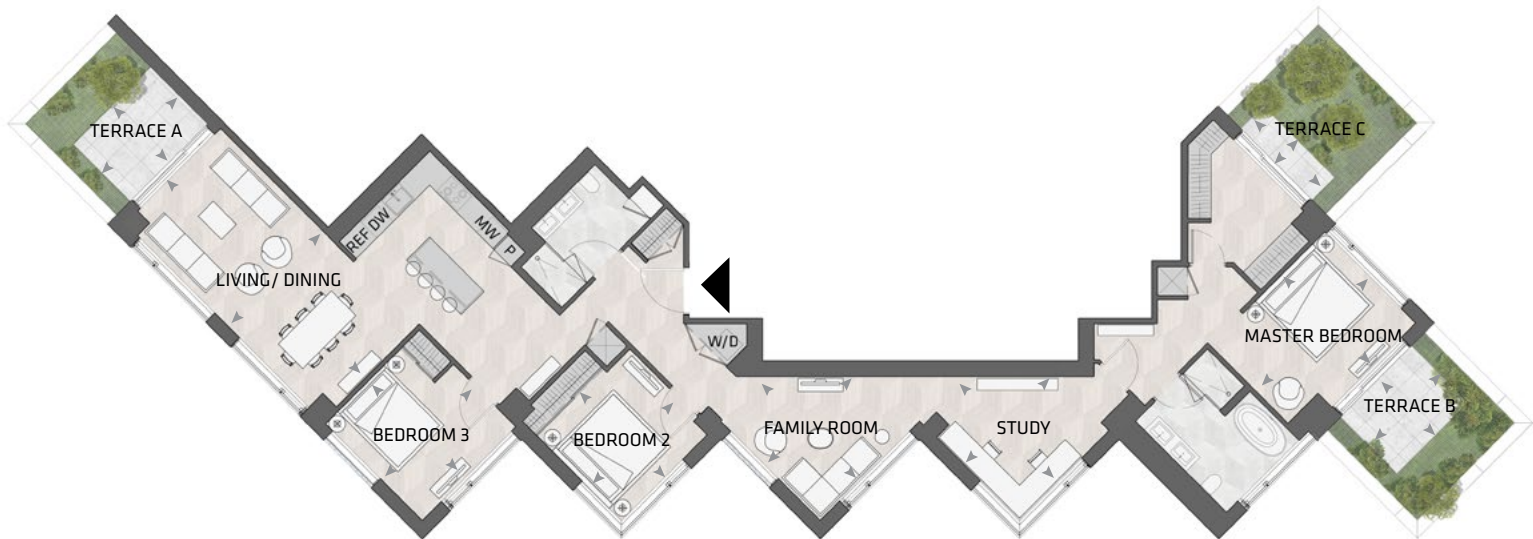 TERRACE A
TERRACE C
REF DW
MW
P
LIVING/ DINING
W/D
MASTER BEDROOM
TERRACE B
BEDROOM 3
BEDROOM 2
FAMILY ROOM
STUDY